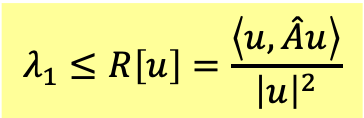 λ₁ ≤ R[u] = ⟨u, Âu⟩ / |u|²